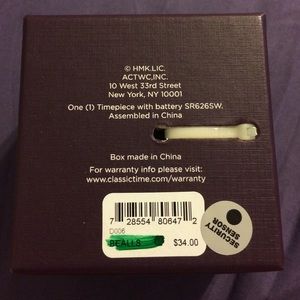 © HMK.LIC.
ACTWC,INC.
10 West 33rd Street
New York, NY 10001
One (1) Timepiece with battery SR626SW.
Assembled in China
Box made in China
For warranty info please visit:
www.classictime.com/warranty
7 28554 80647 2
D006
BEALLS $34.00
SECURITY
SENSOR